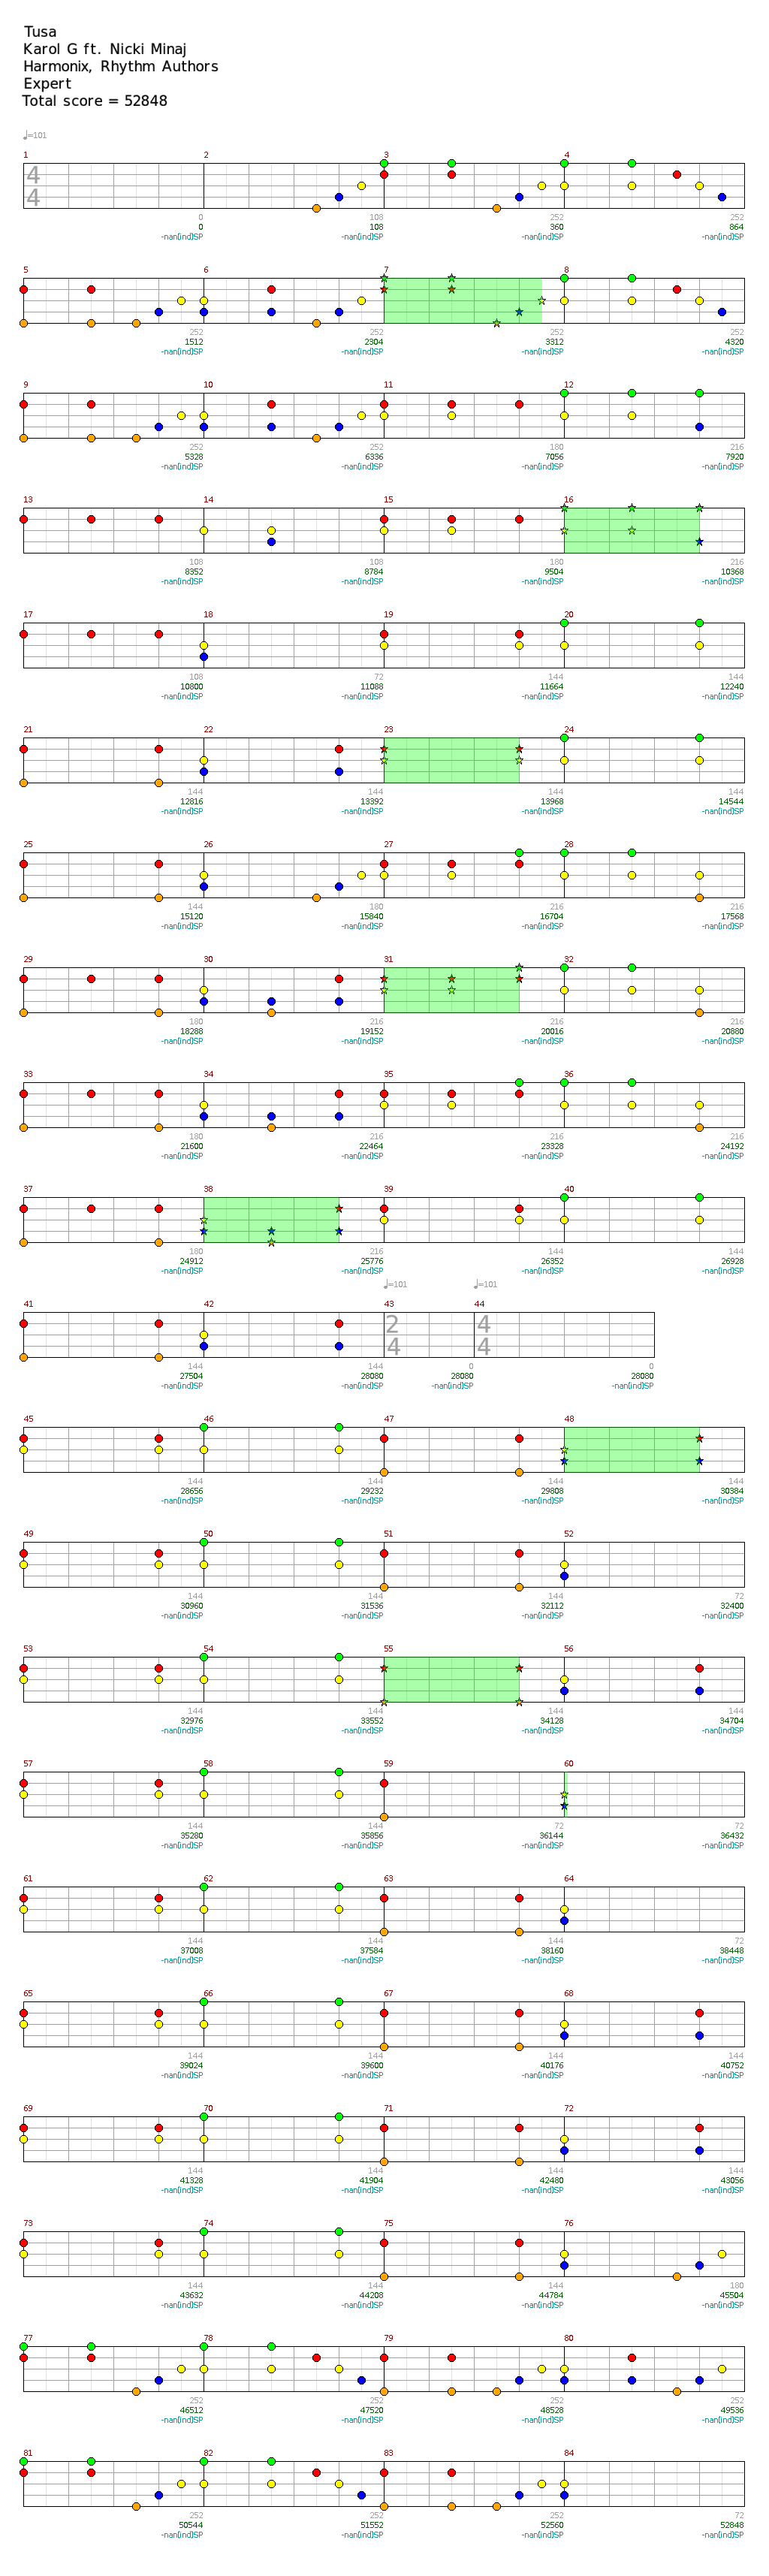 Tusa
Karol G ft. Nicki Minaj
Harmonix, Rhythm Authors
Expert
Total score = 52848
♩=101
1 2 3 4
4
4
0 108 252 252
0 108 360 864
-nan(ind)SP -nan(ind)SP -nan(ind)SP -nan(ind)SP
5 6 7 8
252 252 252 252
1512 2304 3312 4320
-nan(ind)SP -nan(ind)SP -nan(ind)SP -nan(ind)SP
9 10 11 12
252 252 180 216
5328 6336 7056 7920
-nan(ind)SP -nan(ind)SP -nan(ind)SP -nan(ind)SP
13 14 15 16
108 108 180 216
8352 8784 9504 10368
-nan(ind)SP -nan(ind)SP -nan(ind)SP -nan(ind)SP
17 18 19 20
108 72 144 144
10800 11088 11664 12240
-nan(ind)SP -nan(ind)SP -nan(ind)SP -nan(ind)SP
21 22 23 24
144 144 144 144
12816 13392 13968 14544
-nan(ind)SP -nan(ind)SP -nan(ind)SP -nan(ind)SP
25 26 27 28
144 180 216 216
15120 15840 16704 17568
-nan(ind)SP -nan(ind)SP -nan(ind)SP -nan(ind)SP
29 30 31 32
180 216 216 216
18288 19152 20016 20880
-nan(ind)SP -nan(ind)SP -nan(ind)SP -nan(ind)SP
33 34 35 36
180 216 216 216
21600 22464 23328 24192
-nan(ind)SP -nan(ind)SP -nan(ind)SP -nan(ind)SP
37 38 39 40
180 216 144 144
24912 25776 26352 26928
-nan(ind)SP -nan(ind)SP -nan(ind)SP -nan(ind)SP
♩=101 ♩=101
41 42 43 44
2 4
4 4
144 144 0 0
27504 28080 28080 28080
-nan(ind)SP -nan(ind)SP -nan(ind)SP -nan(ind)SP
45 46 47 48
144 144 144 144
28656 29232 29808 30384
-nan(ind)SP -nan(ind)SP -nan(ind)SP -nan(ind)SP
49 50 51 52
144 144 144 72
30960 31536 32112 32400
-nan(ind)SP -nan(ind)SP -nan(ind)SP -nan(ind)SP
53 54 55 56
144 144 144 144
32976 33552 34128 34704
-nan(ind)SP -nan(ind)SP -nan(ind)SP -nan(ind)SP
57 58 59 60
144 144 72 72
35280 35856 36144 36432
-nan(ind)SP -nan(ind)SP -nan(ind)SP -nan(ind)SP
61 62 63 64
144 144 144 72
37008 37584 38160 38448
-nan(ind)SP -nan(ind)SP -nan(ind)SP -nan(ind)SP
65 66 67 68
144 144 144 144
39024 39600 40176 40752
-nan(ind)SP -nan(ind)SP -nan(ind)SP -nan(ind)SP
69 70 71 72
144 144 144 144
41328 41904 42480 43056
-nan(ind)SP -nan(ind)SP -nan(ind)SP -nan(ind)SP
73 74 75 76
144 144 144 180
43632 44208 44784 45504
-nan(ind)SP -nan(ind)SP -nan(ind)SP -nan(ind)SP
77 78 79 80
252 252 252 252
46512 47520 48528 49536
-nan(ind)SP -nan(ind)SP -nan(ind)SP -nan(ind)SP
81 82 83 84
252 252 252 72
50544 51552 52560 52848
-nan(ind)SP -nan(ind)SP -nan(ind)SP -nan(ind)SP